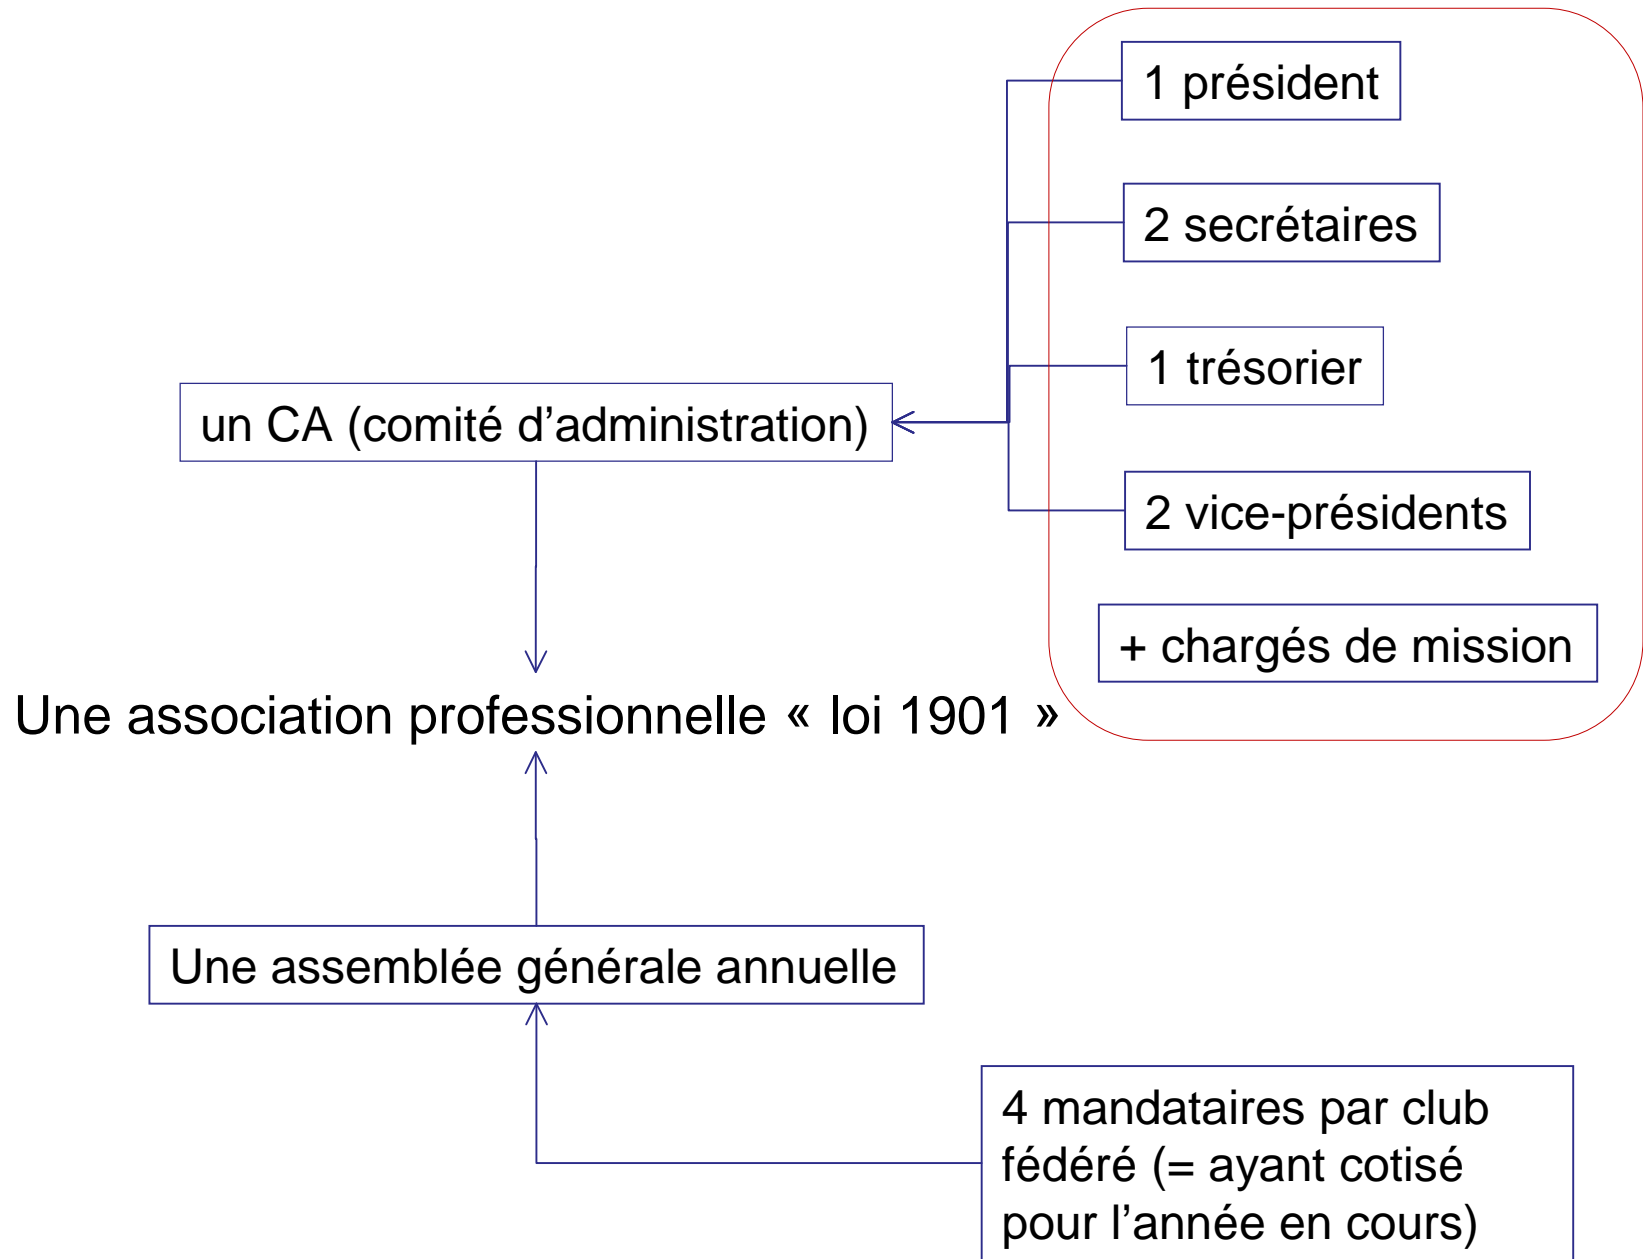 1 président
2 secrétaires
1 trésorier
un CA (comité d’administration)
2 vice-présidents
+ chargés de mission
Une association professionnelle « loi 1901 »
Une assemblée générale annuelle
4 mandataires par club
fédéré (= ayant cotisé
pour l’année en cours)